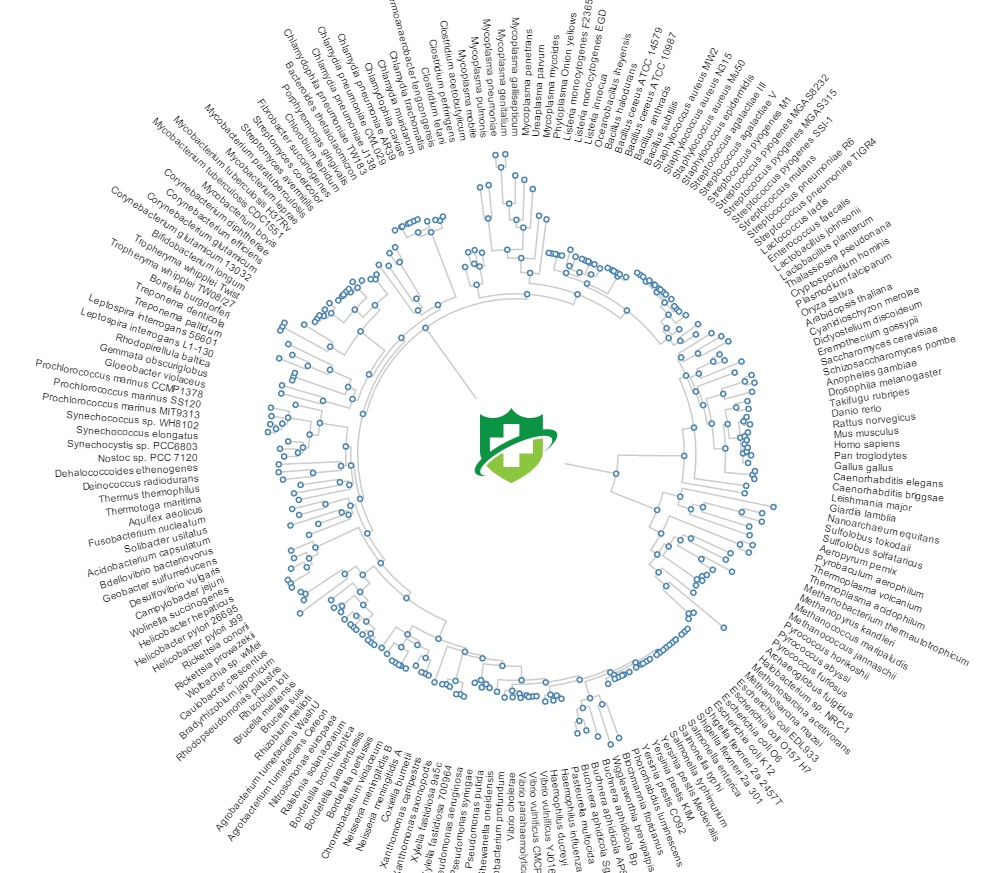 Mycoplasma gallisepticum
Mycoplasma penetrans
Ureaplasma parvum
Mycoplasma mycoides
Phytoplasma Onion yellows
Listeria monocytogenes F2365
Listeria monocytogenes EGD
Listeria innocua
Oceanobacillus iheyensis
Bacillus halodurans
Bacillus cereus ATCC 14579
Bacillus cereus ATCC 10987
Bacillus anthracis
Bacillus subtilis
Staphylococcus aureus MW2
Staphylococcus aureus N315
Staphylococcus aureus Mu50
Staphylococcus epidermidis
Streptococcus agalactiae III
Streptococcus agalactiae V
Streptococcus pyogenes M1
Streptococcus pyogenes MGAS8232
Streptococcus pyogenes MGAS315
Streptococcus pyogenes SSI-1
Streptococcus mutans
Streptococcus pneumoniae R6
Streptococcus pneumoniae TIGR4
Lactococcus lactis
Enterococcus faecalis
Lactobacillus johnsonii
Lactobacillus plantarum
Thalassiosira pseudonana
Cryptosporidium hominis
Plasmodium falciparum
Oryza sativa
Arabidopsis thaliana
Cyanidioschyzon merolae
Dictyostelium discoideum
Eremothecium gossypii
Saccharomyces cerevisiae
Schizosaccharomyces pombe
Anopheles gambiae
Drosophila melanogaster
Takifugu rubripes
Danio rerio
Rattus norvegicus
Mus musculus
Homo sapiens
Pan troglodytes
Gallus gallus
Caenorhabditis elegans
Caenorhabditis briggsae
Leishmania major
Giardia lamblia
Nanoarchaeum equitans
Sulfolobus tokodaii
Sulfolobus solfataricus
Aeropyrum pernix
Pyrobaculum aerophilum
Thermoplasma volcanium
Thermoplasma acidophilum
Methanobacterium thermautotrophicum
Methanopyrus kandleri
Methanococcus maripaludis
Methanococcus jannaschii
Pyrococcus horikoshii
Pyrococcus abyssi
Pyrococcus furiosus
Archaeoglobus fulgidus
Halobacterium sp. NRC-1
Methanosarcina acetivorans
Methanosarcina mazei
Escherichia coli EDL933
Escherichia coli O157 H7
Escherichia coli O6
Escherichia coli K12
Shigella flexneri 2a 2457T
Shigella flexneri 2a 301
Salmonella enterica
Salmonella typhi
Salmonella typhimurium
Yersinia pestis Medievalis
Yersinia pestis KIM
Yersinia pestis CO92
Photorhabdus luminescens
Blochmannia floridanus
Wigglesworthia brevipalpis
Buchnera aphidicola Bp
Buchnera aphidicola APS
Buchnera aphidicola Sg
Pasteurella multocida
Haemophilus influenza
Haemophilus ducreyi
Vibrio vulnificus YJ016
Vibrio vulnificus CMCP
Vibrio parahaemolytic
Vibrio cholerae
bacterium profundum
Shewanella oneidensis
Pseudomonas putida
Pseudomonas syringae
eudomonas aeruginosa
Xylella fastidiosa 700964
Xylella fastidiosa 9a5c
Xanthomonas axonopodis
Xanthomonas campestris
Coxiella burnetii
Neisseria meningitidis A
Neisseria meningitidis B
Chromobacterium violaceum
Bordetella pertussis
Bordetella parapertussis
Bordetella bronchiseptica
Ralstonia solanacearum
Nitrosomonas europaea
Agrobacterium tumefaciens Cereon
Agrobacterium tumefaciens WashU
Rhizobium meliloti
Brucella suis
Brucella melitensis
Rhizobium loti
Rhodopseudomonas palustris
Bradyrhizobium japonicum
Caulobacter crescentus
Wolbachia sp. wMel
Rickettsia prowazekii
Rickettsia conorii
Helicobacter pylori J99
Helicobacter pylori 26695
Helicobacter hepaticus
Wolinella succinogenes
Campylobacter jejuni
Desulfovibrio vulgaris
Geobacter sulfurreducens
Bdellovibrio bacteriovorus
Acidobacterium capsulatum
Solibacter usitatus
Fusobacterium nucleatum
Aquifex aeolicus
Thermotoga maritima
Thermus thermophilus
Deinococcus radiodurans
Dehalococcoides ethenogenes
Nostoc sp. PCC 7120
Synechocystis sp. PCC6803
Synechococcus elongatus
Synechococcus sp. WH8102
Prochlorococcus marinus MIT9313
Prochlorococcus marinus SS120
Prochlorococcus marinus CCMP1378
Gloeobacter violaceus
Gemmata obscuriglobus
Rhodopirellula baltica
Leptospira interrogans L1-130
Leptospira interrogans 56601
Treponema pallidum
Treponema denticola
Borrelia burgdorferi
Tropheryma whipplei TW08/27
Tropheryma whipplei Twist
Bifidobacterium longum
Corynebacterium glutamicum 13032
Corynebacterium glutamicum
Corynebacterium efficiens
Corynebacterium diphtheriae
Mycobacterium bovis
Mycobacterium tuberculosis CDC1551
Mycobacterium tuberculosis H37Rv
Mycobacterium leprae
Mycobacterium paratuberculosis
Streptomyces avermitilis
Streptomyces coelicolor
Fibrobacter succinogenes
Chlorobium tepidum
Porphyromonas gingivalis
Bacteroides thetaiotaomicron
Chlamydophila pneumoniae TW183
Chlamydia pneumoniae J138
Chlamydia pneumoniae CWL029
Chlamydia pneumoniae AR39
Chlamydophila caviae
Chlamydia muridarum
Chlamydia trachomatis
ermoanaerobacter tengcongensis
Clostridium tetani
Clostridium perfringens
Clostridium acetobutylicum
Mycoplasma mobile
Mycoplasma pulmonis
Mycoplasma pneumoniae
Mycoplasma genitalium